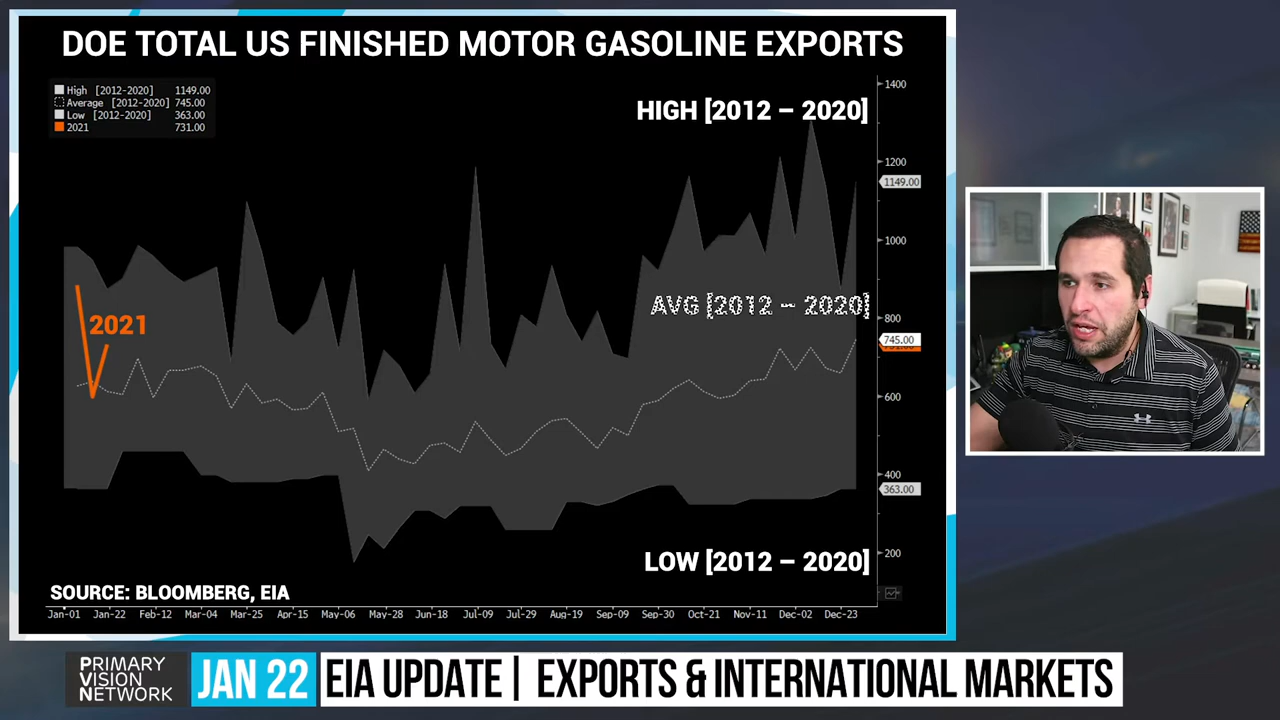 DOE TOTAL US FINISHED MOTOR GASOLINE EXPORTS
High [2012-2020] 1149.00
Average [2012-2020] 745.00
Low [2012-2020] 363.00
2021 731.00
HIGH [2012 – 2020]
AVG [2012 – 2020]
2021
LOW [2012 – 2020]
1400
1200
1149.00
1000
800
745.00
600
400
363.00
200
SOURCE: BLOOMBERG, EIA
Jan-01 Jan-22 Feb-12 Mar-04 Mar-25 Apr-15 May-06 May-28 Jun-18 Jul-09 Jul-29 Aug-19 Sep-09 Sep-30 Oct-21 Nov-11 Dec-02 Dec-23
PRIMARY
VISION
NETWORK
JAN 22
EIA UPDATE | EXPORTS & INTERNATIONAL MARKETS